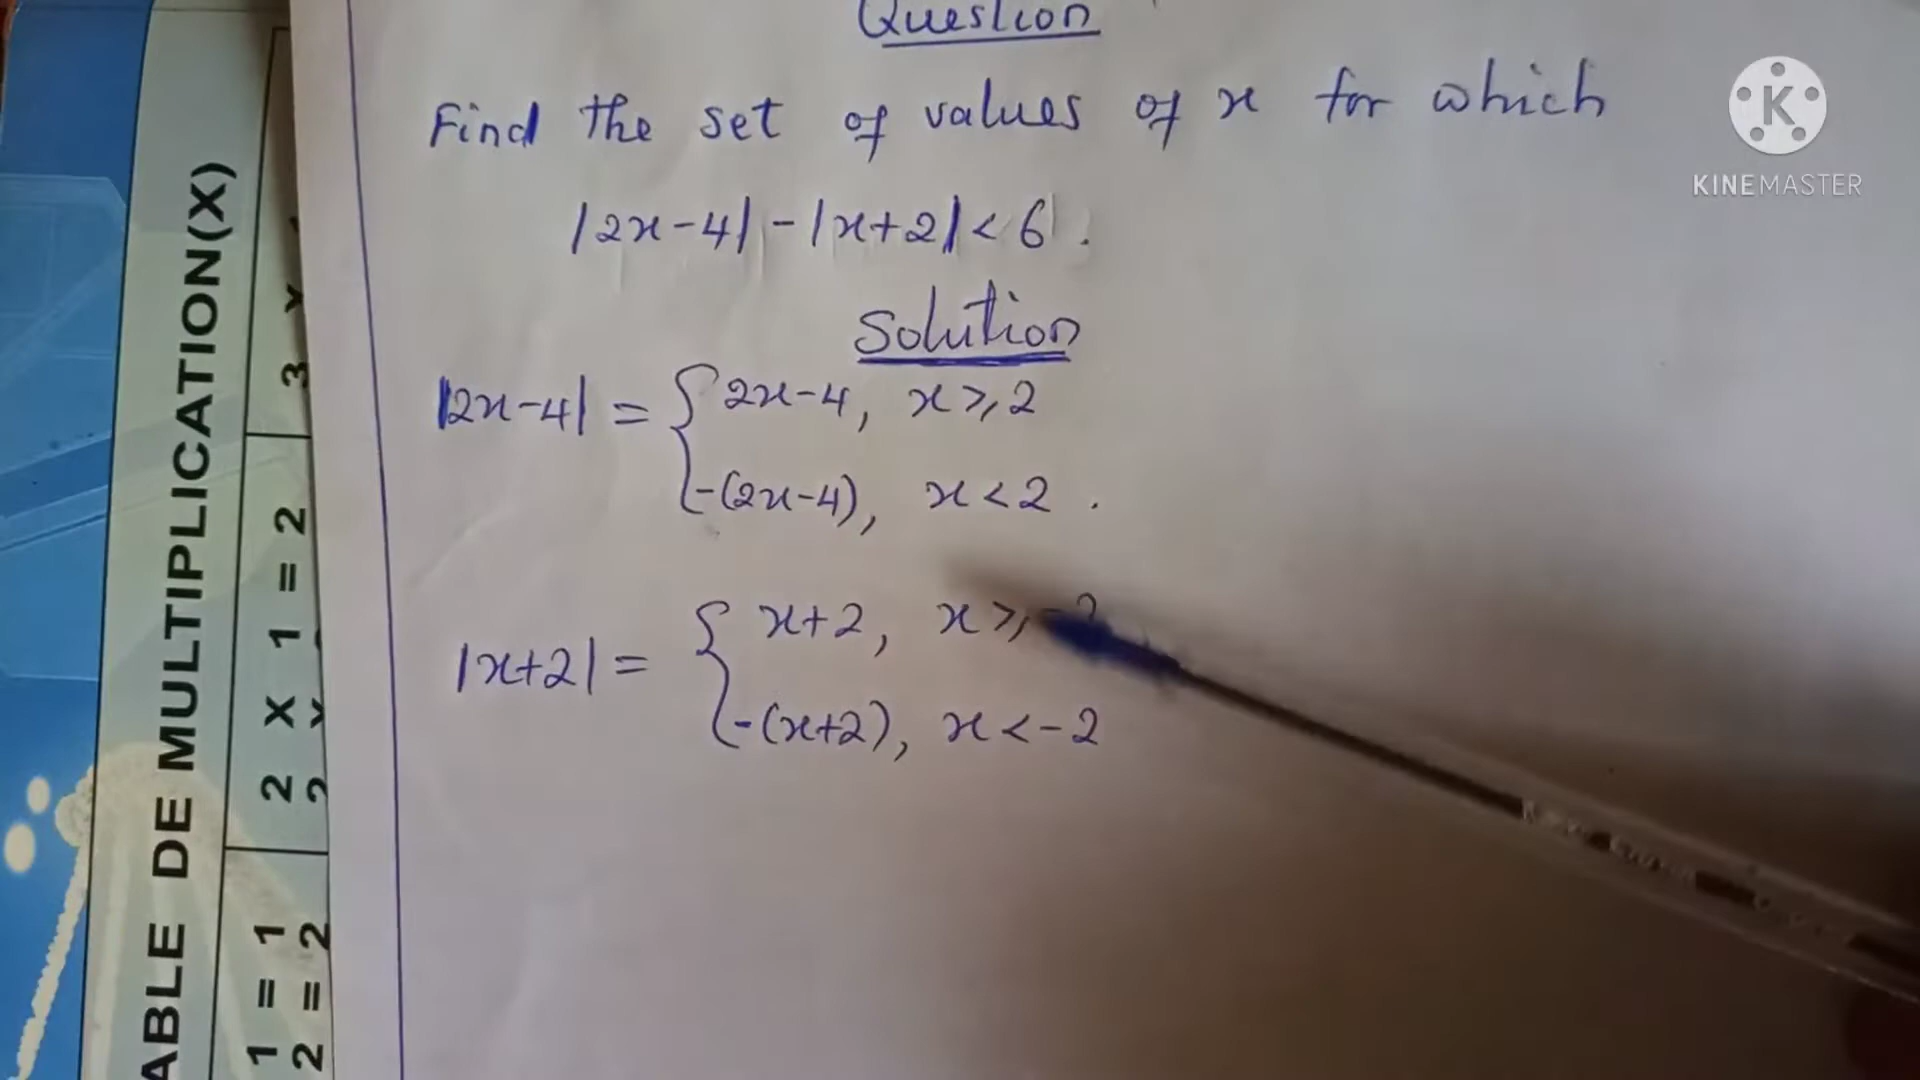 Question
Find the set of values of x for which
|2x-4| - |x+2| < 6.
Solution
|2x-4| = { 2x-4, x ≥ 2
-(2x-4), x < 2.
|x+2| = { x+2, x ≥
-(x+2), x < -2
KINEMASTER
ABLE DE MULTIPLICATION(X)
1 = 1
2 X 1 = 2
3
2 = 2